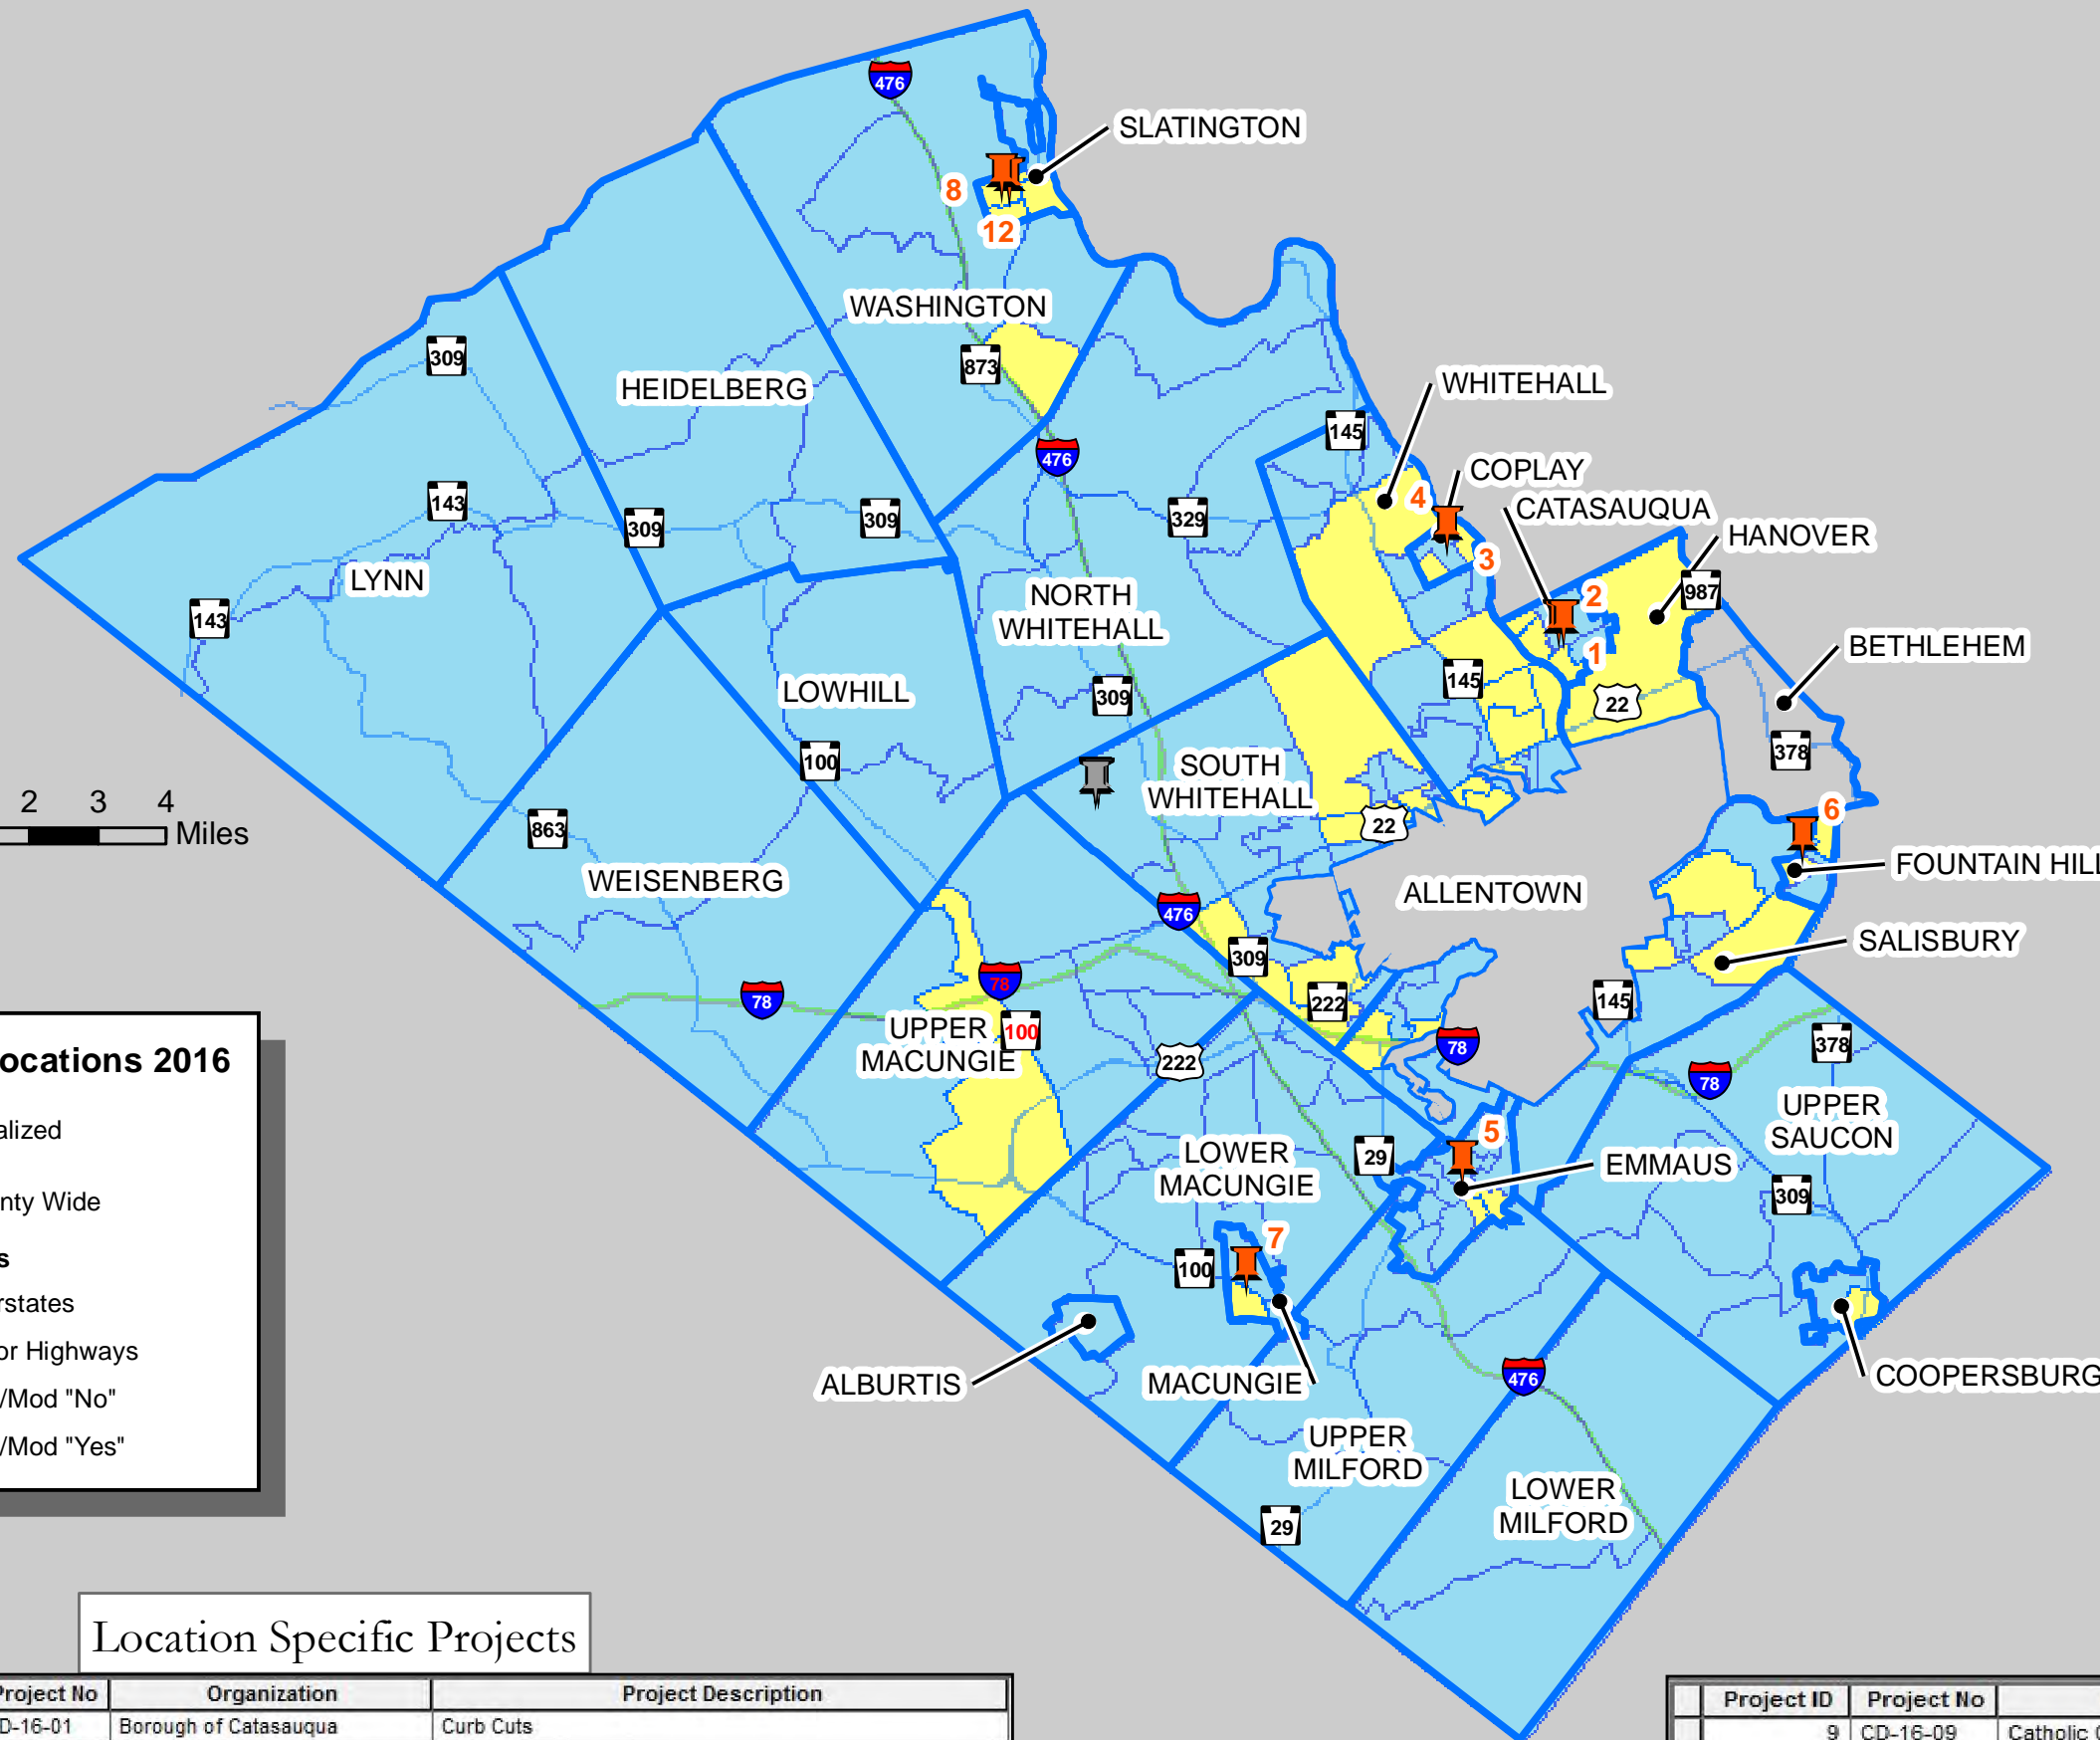 476
SLATINGTON
8
12
WASHINGTON
309
873
HEIDELBERG
WHITEHALL
145
476
COPLAY
4
143
CATASAUQUA
309
309
329
HANOVER
3
LYNN
987
2
NORTH
WHITEHALL
143
BETHLEHEM
1
145
LOWHILL
309
22
378
100
SOUTH
WHITEHALL
2 3 4
Miles
863
22
6
FOUNTAIN HILL
WEISENBERG
ALLENTOWN
476
SALISBURY
309
78
78
222
145
UPPER
MACUNGIE
100
222
78
378
78
ocations 2016
alized
nty Wide
s
rstates
or Highways
/Mod "No"
/Mod "Yes"
UPPER
SAUCON
5
LOWER
MACUNGIE
29
EMMAUS
309
7
100
ALBURTIS
MACUNGIE
476
COOPERSBURG
UPPER
MILFORD
LOWER
MILFORD
29
Location Specific Projects
Project No Organization Project Description
D-16-01 Borough of Catasauqua Curb Cuts
Project ID Project No
9 CD-16-09 Catholic C